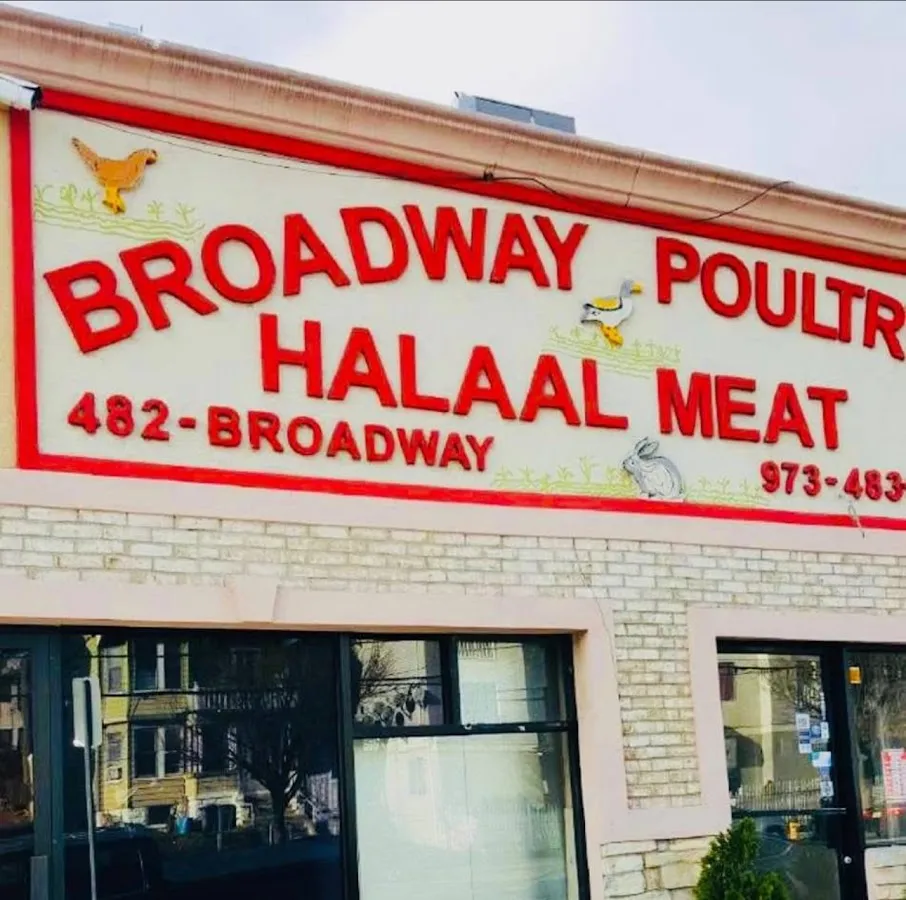 BROADWAY POULTR
HALAAL MEAT
482-BROADWAY
973-483-